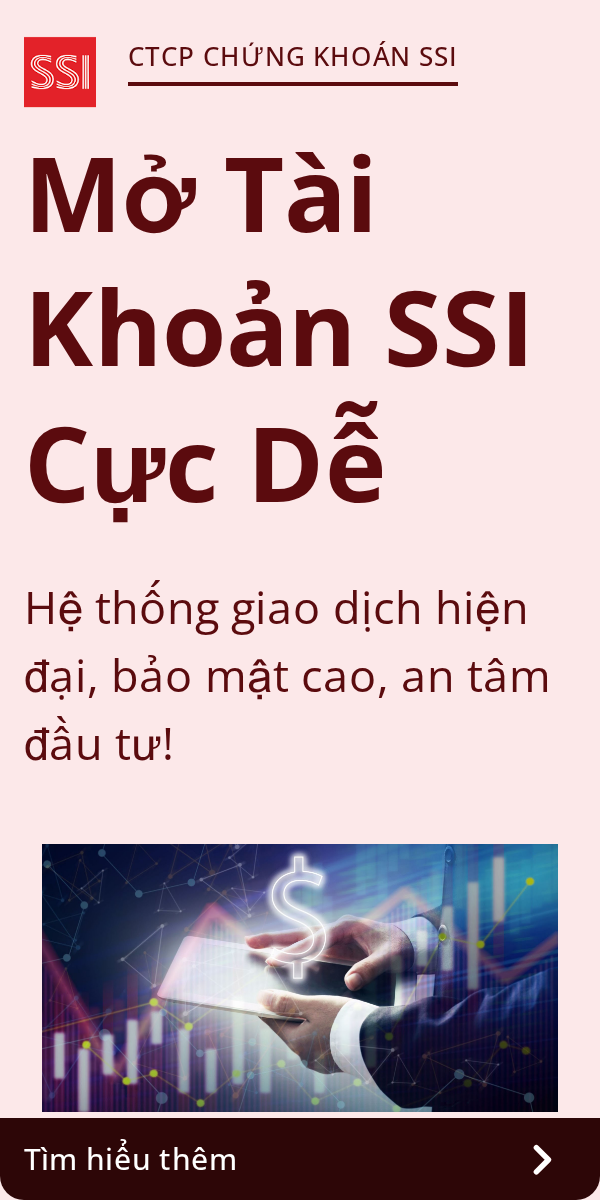 SSI
CTCP CHỨNG KHOÁN SSI
Mở Tài
Khoản SSI
Cực Dễ
Hệ thống giao dịch hiện
đại, bảo mật cao, an tâm
đầu tư!
$
Tìm hiểu thêm